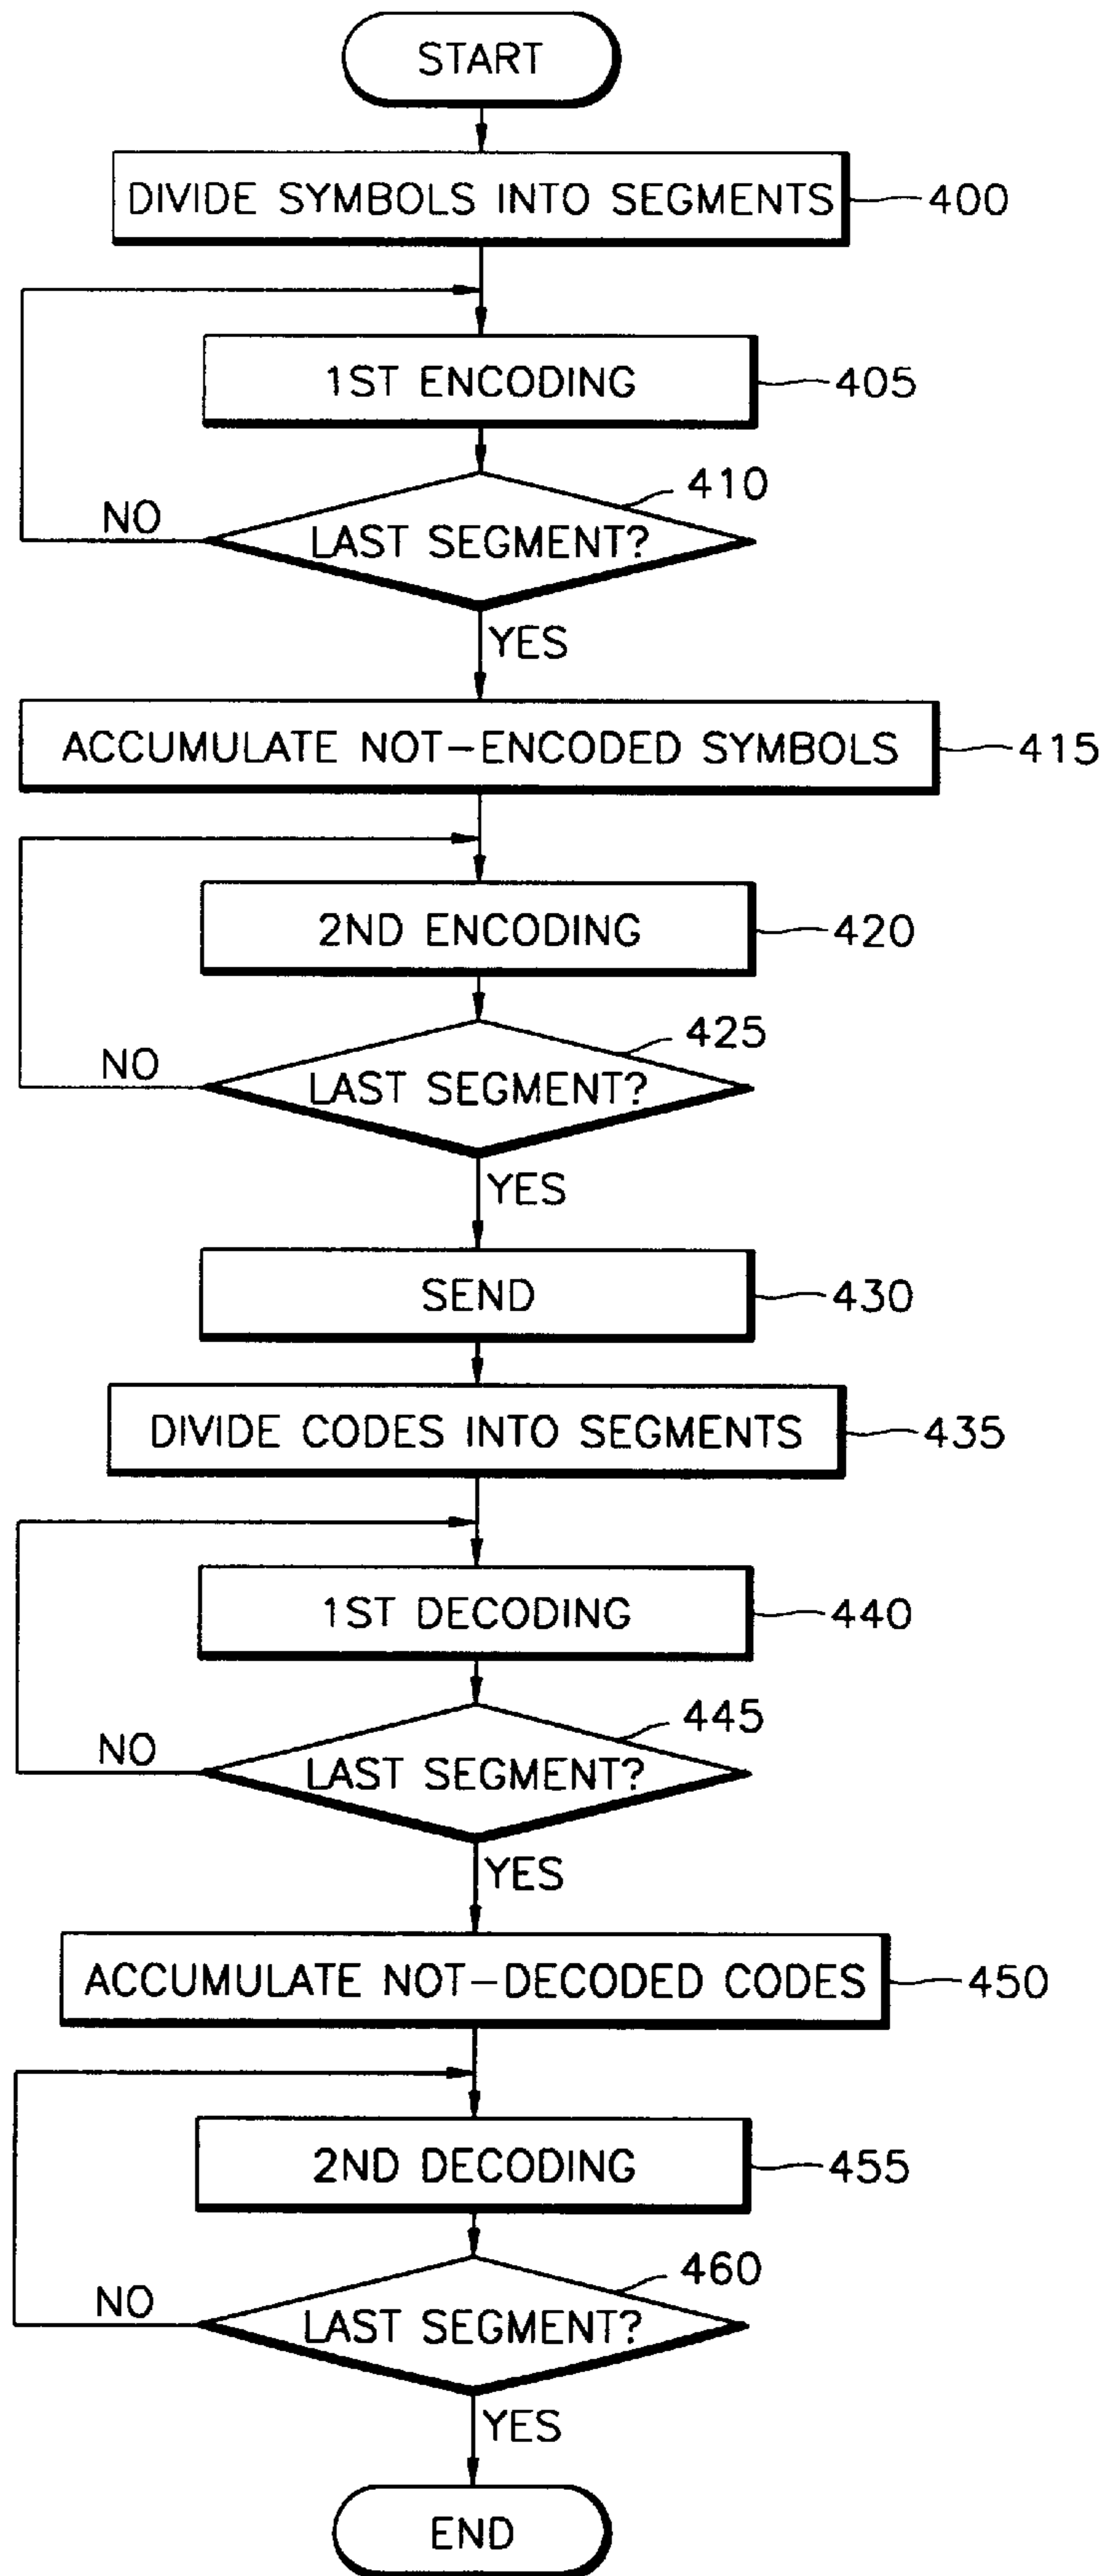 START
DIVIDE SYMBOLS INTO SEGMENTS
400
1ST ENCODING
405
410
LAST SEGMENT?
NO
YES
ACCUMULATE NOT-ENCODED SYMBOLS
415
2ND ENCODING
420
425
LAST SEGMENT?
NO
YES
SEND
430
DIVIDE CODES INTO SEGMENTS
435
1ST DECODING
440
445
LAST SEGMENT?
NO
YES
ACCUMULATE NOT-DECODED CODES
450
2ND DECODING
455
460
LAST SEGMENT?
NO
YES
END